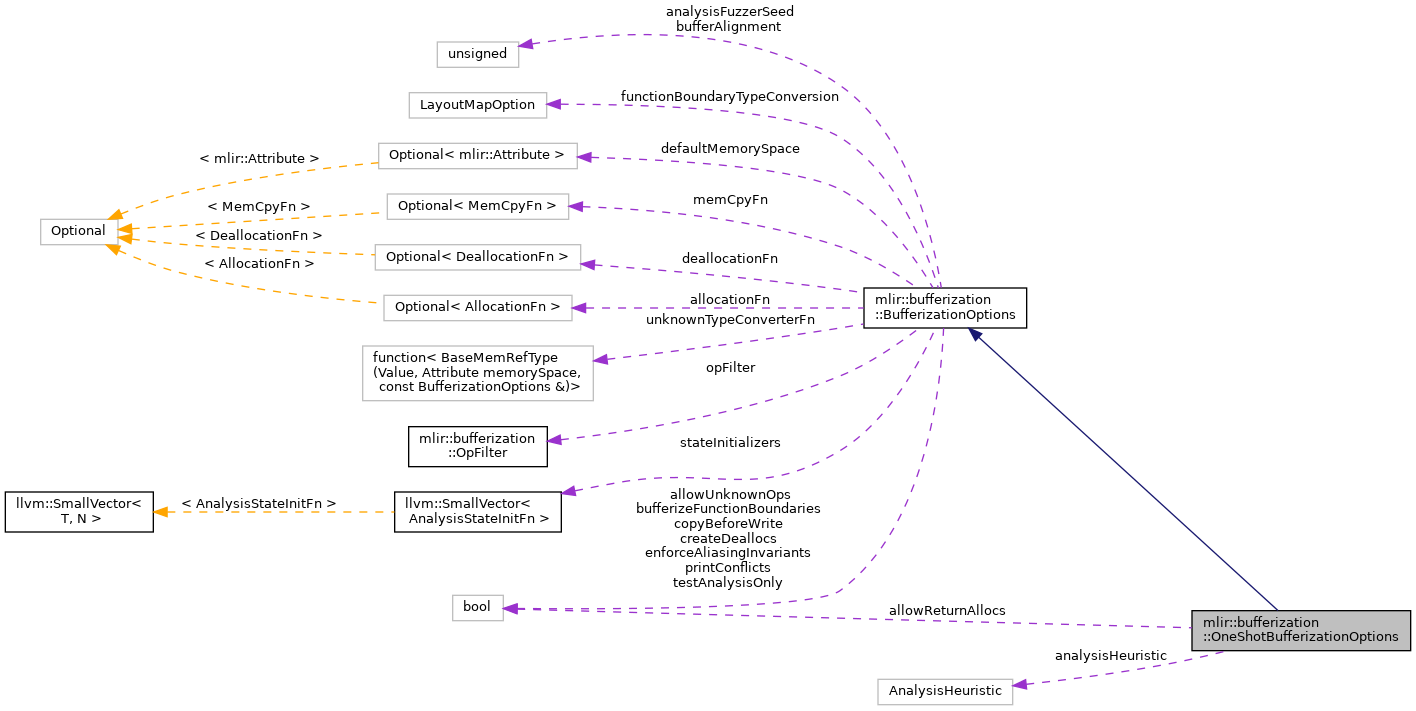 analysisFuzzerSeed
bufferAlignment
unsigned
functionBoundaryTypeConversion
LayoutMapOption
defaultMemorySpace
Optional< mlir::Attribute >
< mlir::Attribute >
memCpyFn
Optional< MemCpyFn >
< MemCpyFn >
Optional
< DeallocationFn >
Optional< DeallocationFn >
deallocationFn
< AllocationFn >
Optional< AllocationFn >
allocationFn
mlir::bufferization
::BufferizationOptions
unknownTypeConverterFn
function< BaseMemRefType
(Value, Attribute memorySpace,
const BufferizationOptions &)>
opFilter
mlir::bufferization
::OpFilter
stateInitializers
llvm::SmallVector<
T, N >
< AnalysisStateInitFn >
llvm::SmallVector<
AnalysisStateInitFn >
allowUnknownOps
bufferizeFunctionBoundaries
copyBeforeWrite
createDeallocs
enforceAliasingInvariants
printConflicts
testAnalysisOnly
bool
allowReturnAllocs
mlir::bufferization
::OneShotBufferizationOptions
analysisHeuristic
AnalysisHeuristic